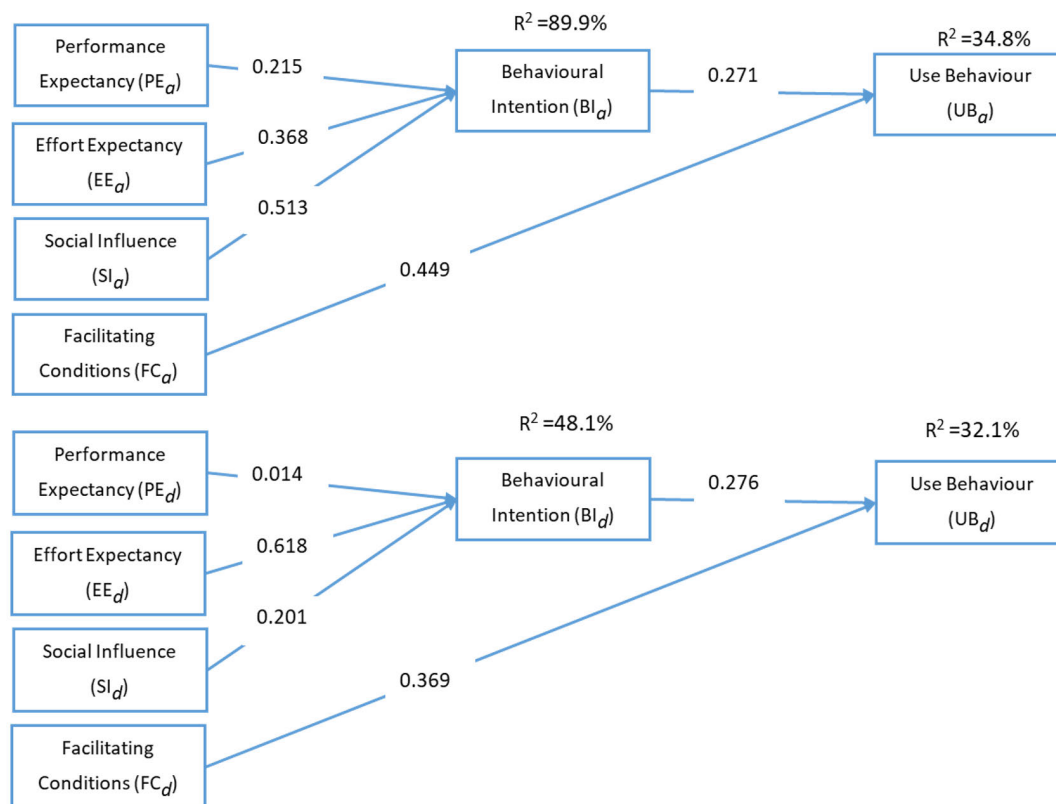 R² =89.9%
R² =34.8%
Performance
Expectancy (PEa)
0.215
Behavioural
Intention (BIa)
0.271
Use Behaviour
(UBa)
Effort Expectancy
(EEa)
0.368
Social Influence
(SIa)
0.513
Facilitating
Conditions (FCa)
0.449
R² =48.1%
R² =32.1%
Performance
Expectancy (PEd)
0.014
Behavioural
Intention (BId)
0.276
Use Behaviour
(UBd)
Effort Expectancy
(EEd)
0.618
Social Influence
(SId)
0.201
Facilitating
Conditions (FCd)
0.369